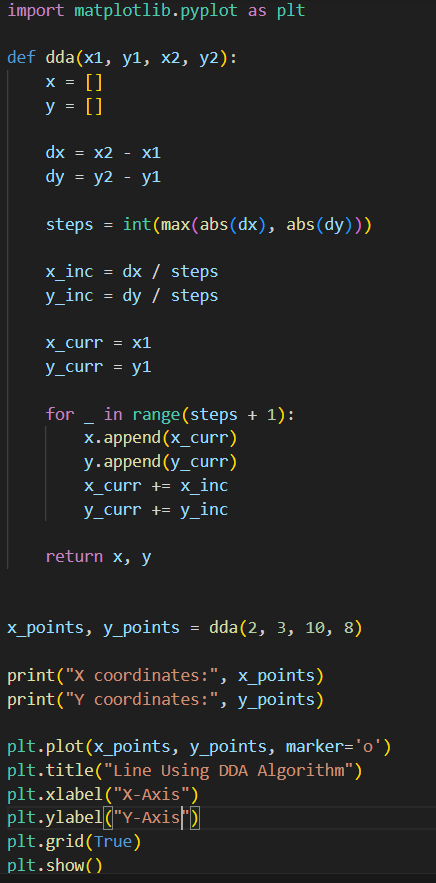 import matplotlib.pyplot as plt
def dda(x1, y1, x2, y2):
    x = []
    y = []
    dx = x2 - x1
    dy = y2 - y1
    steps = int(max(abs(dx), abs(dy)))
    x_inc = dx / steps
    y_inc = dy / steps
    x_curr = x1
    y_curr = y1
    for _ in range(steps + 1):
        x.append(x_curr)
        y.append(y_curr)
        x_curr += x_inc
        y_curr += y_inc
    return x, y
x_points, y_points = dda(2, 3, 10, 8)
print("X coordinates:", x_points)
print("Y coordinates:", y_points)
plt.plot(x_points, y_points, marker='o')
plt.title("Line Using DDA Algorithm")
plt.xlabel("X-Axis")
plt.ylabel("Y-Axis")
plt.grid(True)
plt.show()